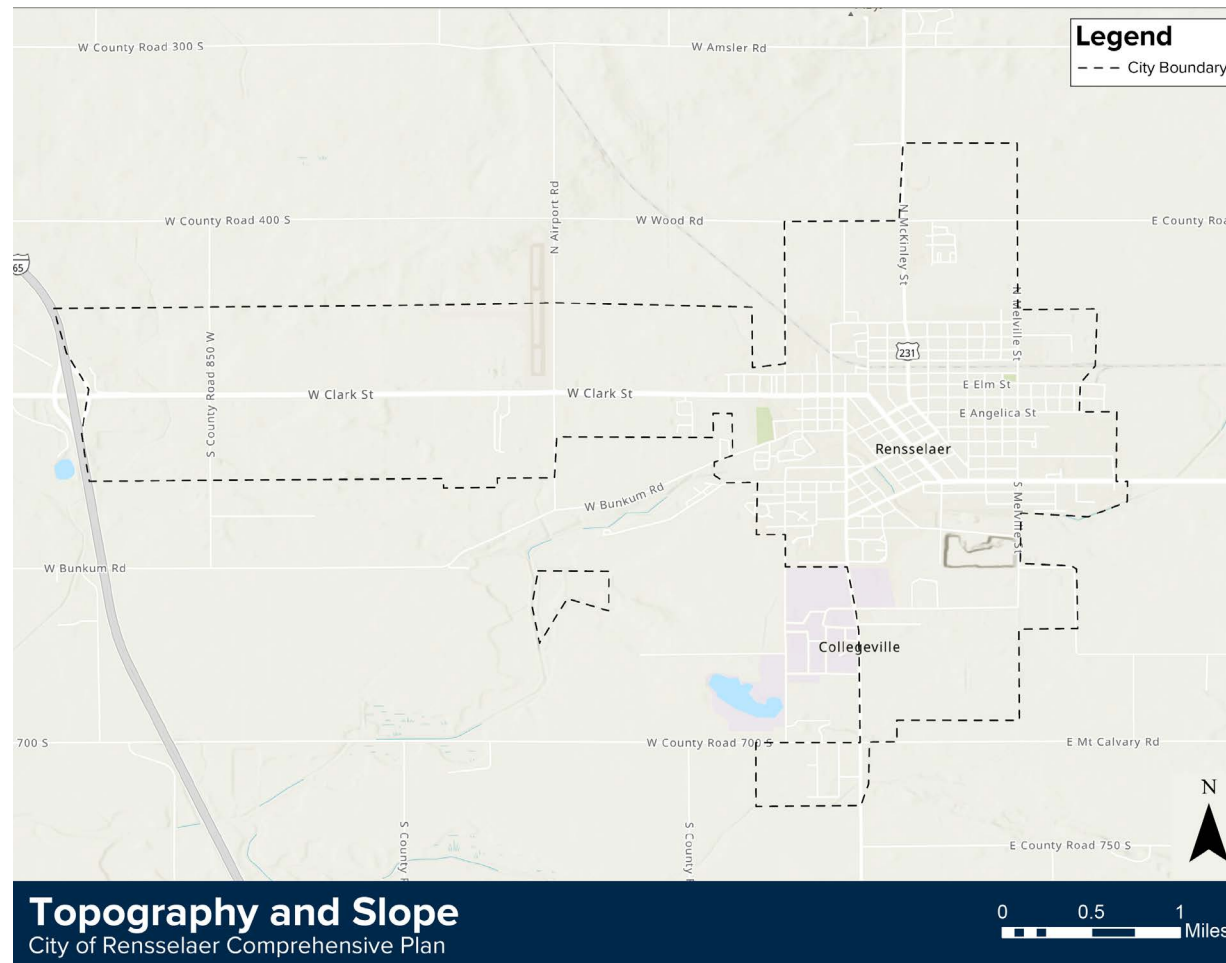 W County Road 300 S
W Amsler Rd
Legend
City Boundary
N Airport Rd
W County Road 400 S
W Wood Rd
N McKinley St
E County Roa
65
S County Road 850 W
N Melville St
231
W Clark St
W Clark St
E Elm St
E Angelica St
Rensselaer
W Bunkum Rd
S Melville St
W Bunkum Rd
Collegeville
700 S
W County Road 700 S
E Mt Calvary Rd
N
S County R
S County R
E County Road 750 S
Topography and Slope
City of Rensselaer Comprehensive Plan
0 0.5 1
Miles